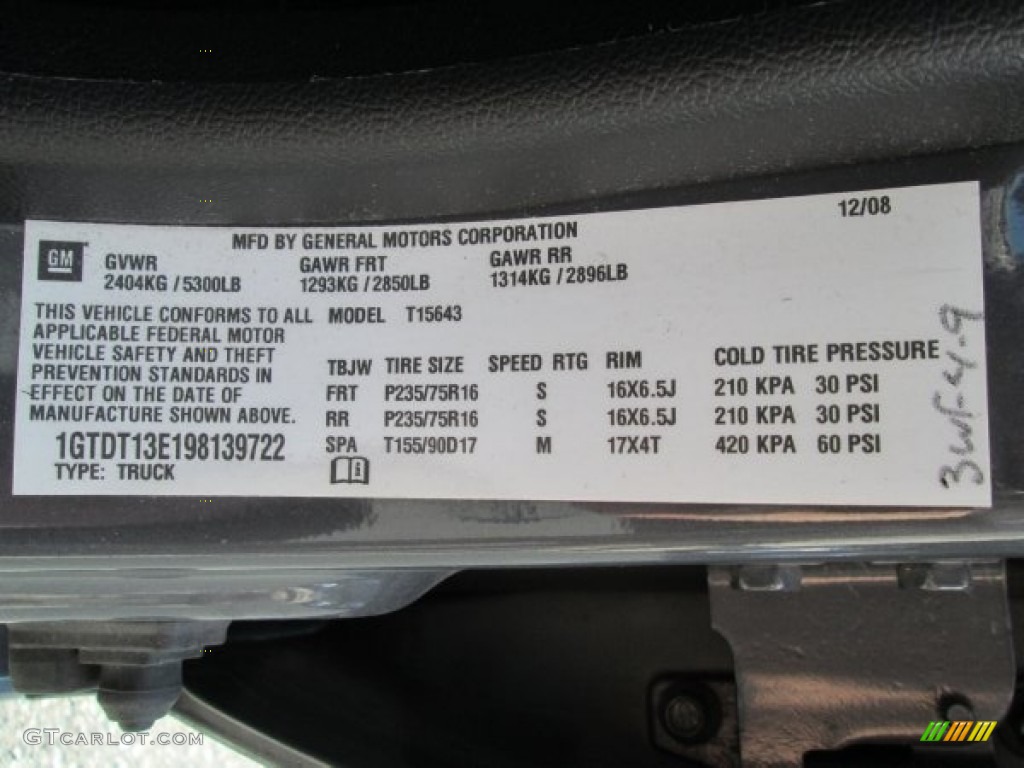 12/08
MFD BY GENERAL MOTORS CORPORATION
GM
GVWR GAWR FRT GAWR RR
2404KG / 5300LB 1293KG / 2850LB 1314KG / 2896LB
THIS VEHICLE CONFORMS TO ALL MODEL T15643
APPLICABLE FEDERAL MOTOR
VEHICLE SAFETY AND THEFT
PREVENTION STANDARDS IN
EFFECT ON THE DATE OF
MANUFACTURE SHOWN ABOVE.
1GTDT13E198139722
TYPE: TRUCK
TBJW TIRE SIZE SPEED RTG RIM COLD TIRE PRESSURE
FRT P235/75R16 S 16X6.5J 210 KPA 30 PSI
RR P235/75R16 S 16X6.5J 210 KPA 30 PSI
SPA T155/90D17 M 17X4T 420 KPA 60 PSI
GTCarLot.com